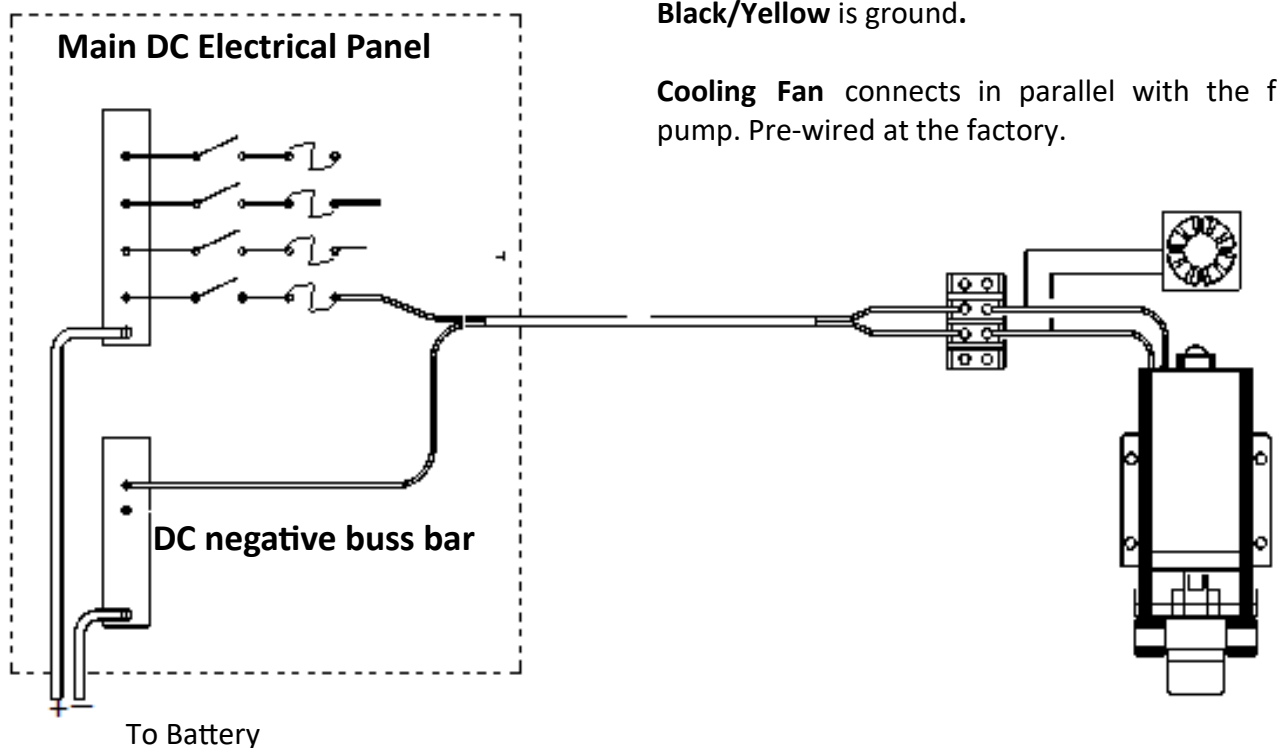 Black/Yellow is ground.
Main DC Electrical Panel
Cooling Fan connects in parallel with the f
pump. Pre-wired at the factory.
DC negative buss bar
+ –
To Battery